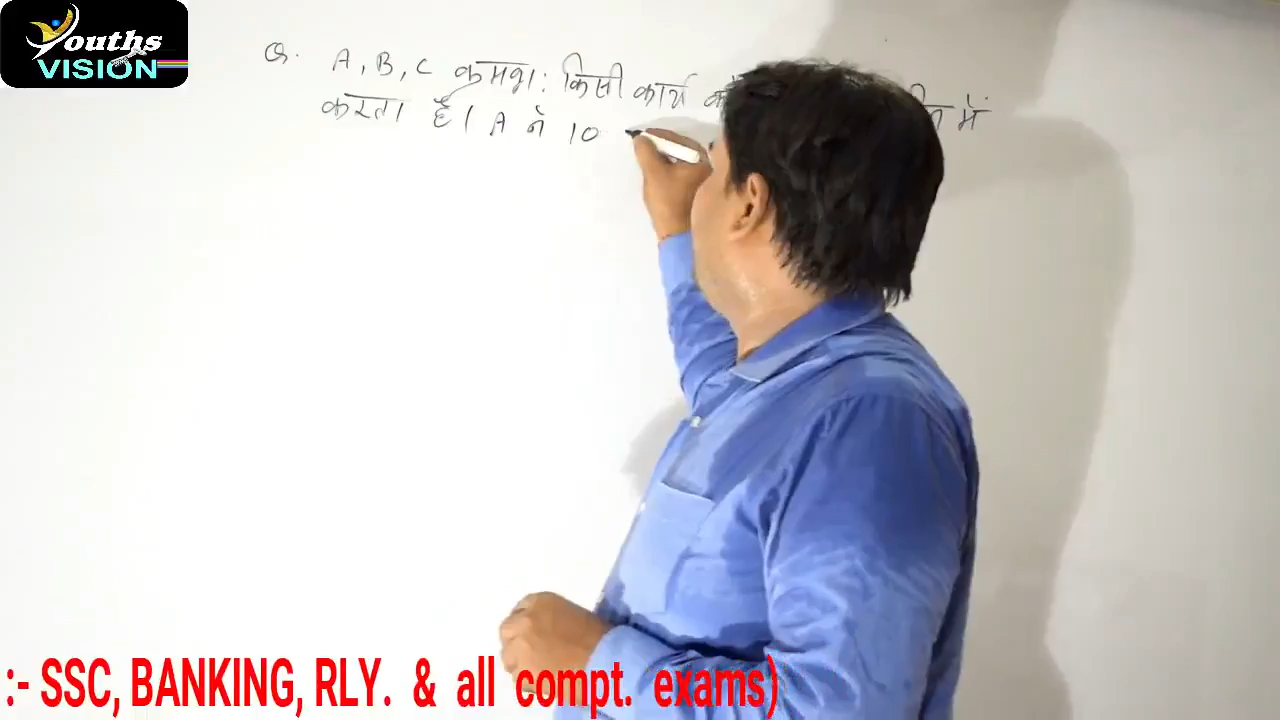 Youths
VISION
Q. A, B, C क्रमशः किसी कार्य को में
करता है। A ने 10
:- SSC, BANKING, RLY. & all compt. exams)